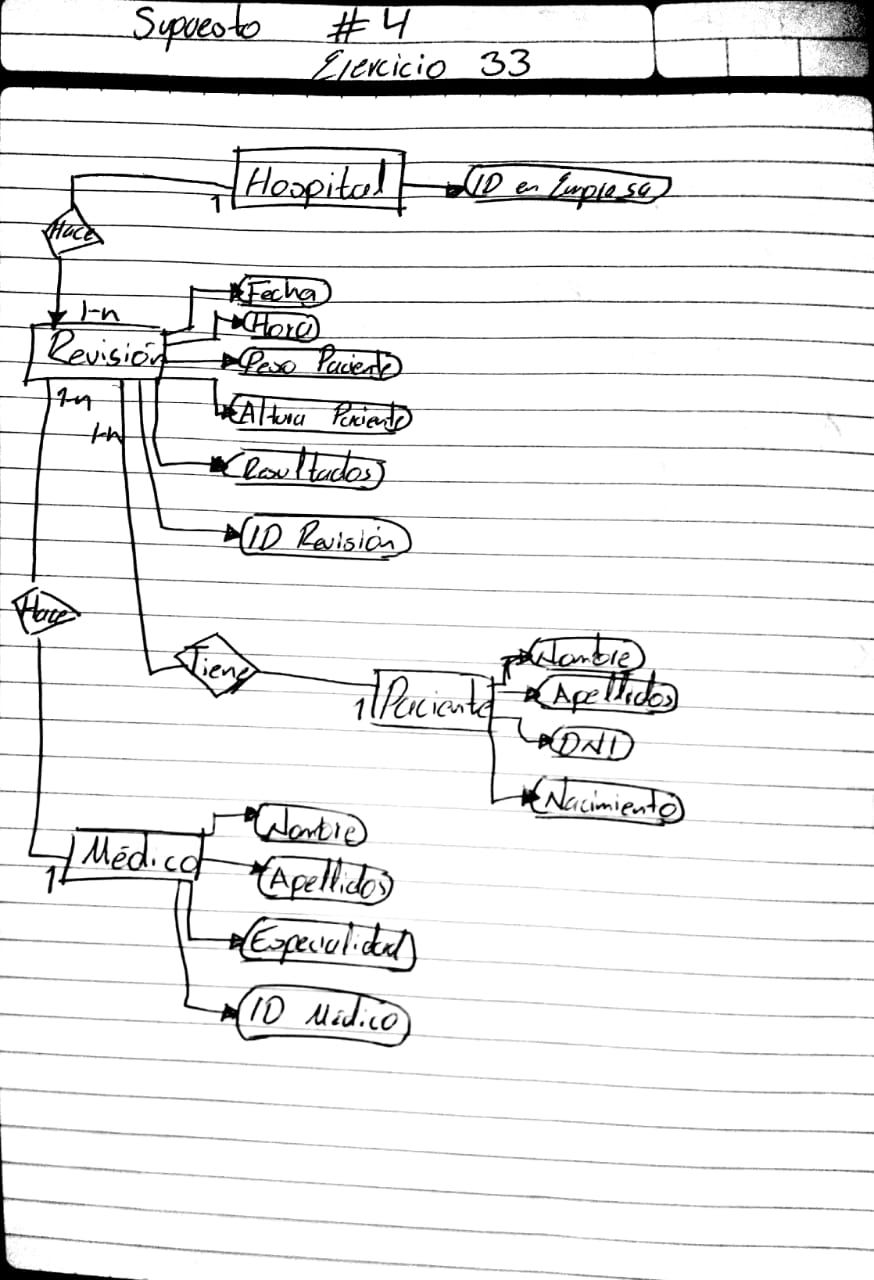 Supuesto #4
Ejercicio 33
Hospital
ID en Empresa
1
Hace
1-n
Fecha
Hora
Revisión
Peso Paciente
1-n
Altura Paciente
1-n
Resultados
ID Revisión
Hace
Tiene
Nombre
1
Paciente
Apellidos
DNI
Nacimiento
Nombre
Médico
1
Apellidos
Especialidad
ID Médico